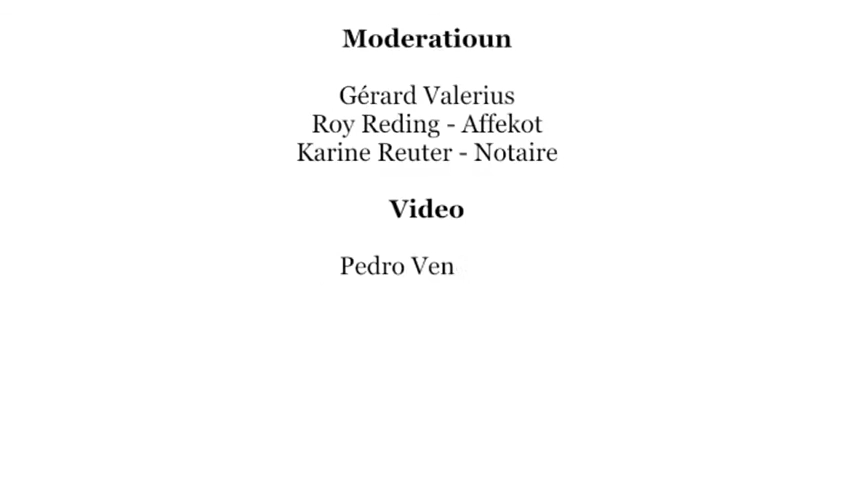 Moderatioun
Gérard Valerius
Roy Reding - Affekot
Karine Reuter - Notaire
Video
Pedro Ven